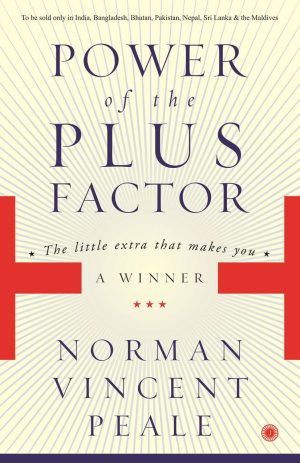 To be sold only in India, Bangladesh, Bhutan, Pakistan, Nepal, Sri Lanka & the Maldives
POWER
of the
PLUS
FACTOR
The little extra that makes you
A WINNER
NORMAN
VINCENT
PEALE